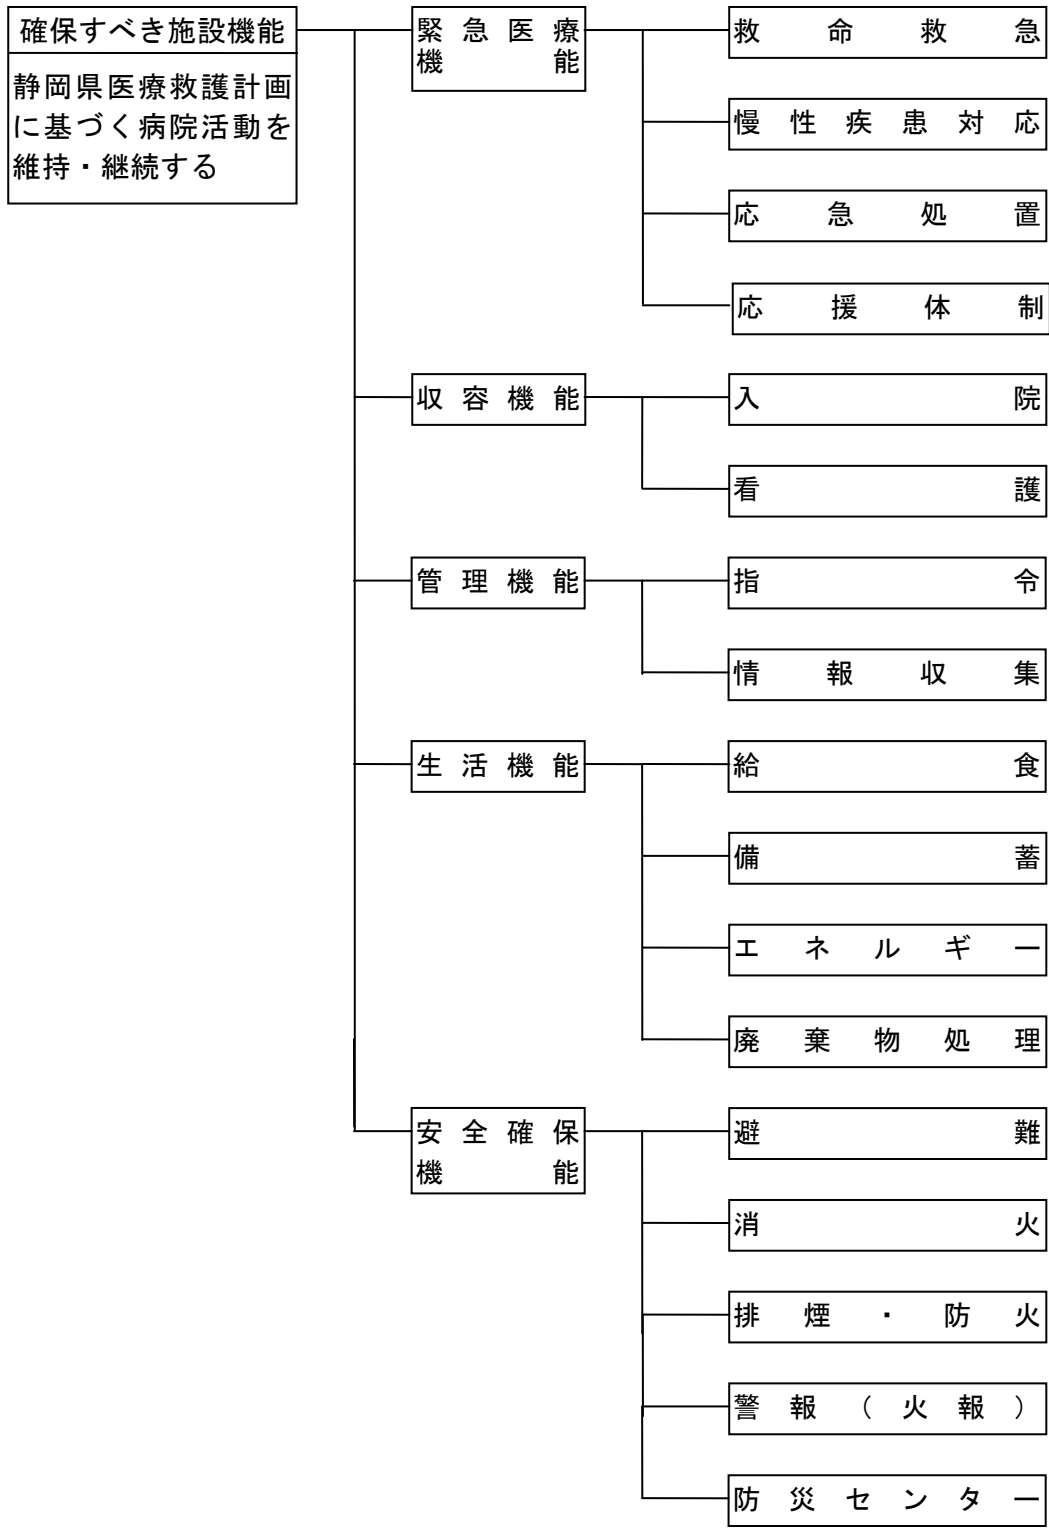 確保すべき施設機能
静岡県医療救護計画
に基づく病院活動を
維持・継続する
緊急医療
機能
救命救急
慢性疾患対応
応急処置
応援体制
収容機能
入院
看護
管理機能
指令
情報収集
生活機能
給食
備蓄
エネルギー
廃棄物処理
安全確保
機能
避難
消火
排煙・防火
警報（火報）
防災センター